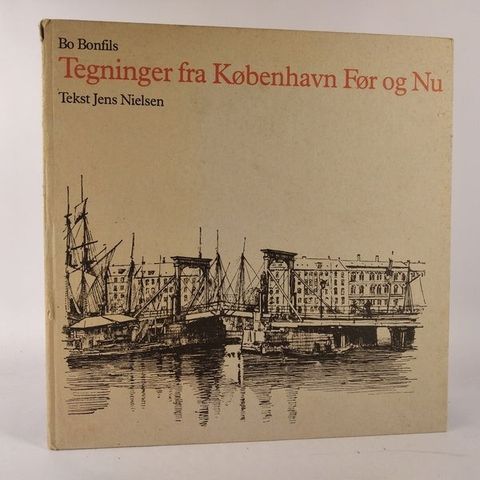 Bo Bonfils
Tegninger fra København Før og Nu
Tekst Jens Nielsen